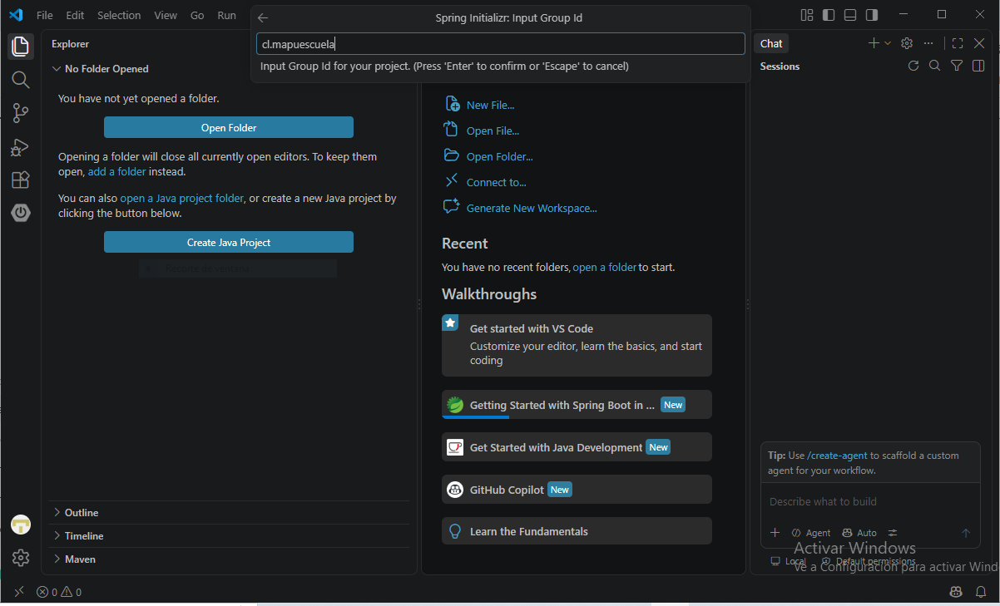 File Edit Selection View Go Run
Spring Initializr: Input Group Id
cl.mapuescuela
Input Group Id for your project. (Press 'Enter' to confirm or 'Escape' to cancel)
Explorer
No Folder Opened
You have not yet opened a folder.
Open Folder
Opening a folder will close all currently open editors. To keep them
open, add a folder instead.
You can also open a Java project folder, or create a new Java project by
clicking the button below.
Create Java Project
Recorte de ventana
Outline
Timeline
Maven
0 0
New File...
Open File...
Open Folder...
Connect to...
Generate New Workspace...
Recent
You have no recent folders, open a folder to start.
Walkthroughs
Get started with VS Code
Customize your editor, learn the basics, and start
coding
Getting Started with Spring Boot in ... New
Get Started with Java Development New
GitHub Copilot New
Learn the Fundamentals
Chat
Sessions
Tip: Use /create-agent to scaffold a custom
agent for your workflow.
Describe what to build
Agent Auto
Local Default permissions
Activar Windows
Ve a Configuración para activar Wind